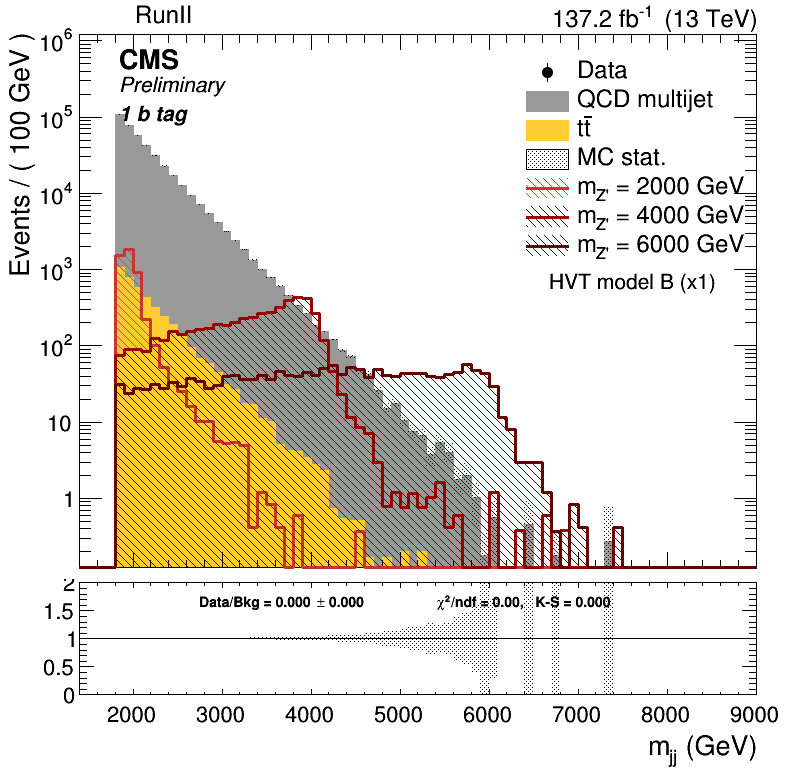 RunII 137.2 fb⁻¹ (13 TeV)
CMS
Preliminary
1 b tag
Data
QCD multijet
tt̄
MC stat.
m_Z' = 2000 GeV
m_Z' = 4000 GeV
m_Z' = 6000 GeV
HVT model B (x1)
Events / ( 100 GeV )
10⁶
10⁵
10⁴
10³
10²
10
1
Data/Bkg = 0.000 ± 0.000 χ²/ndf = 0.00, K-S = 0.000
2
1.5
1
0.5
0
2000 3000 4000 5000 6000 7000 8000 9000
m_jj (GeV)